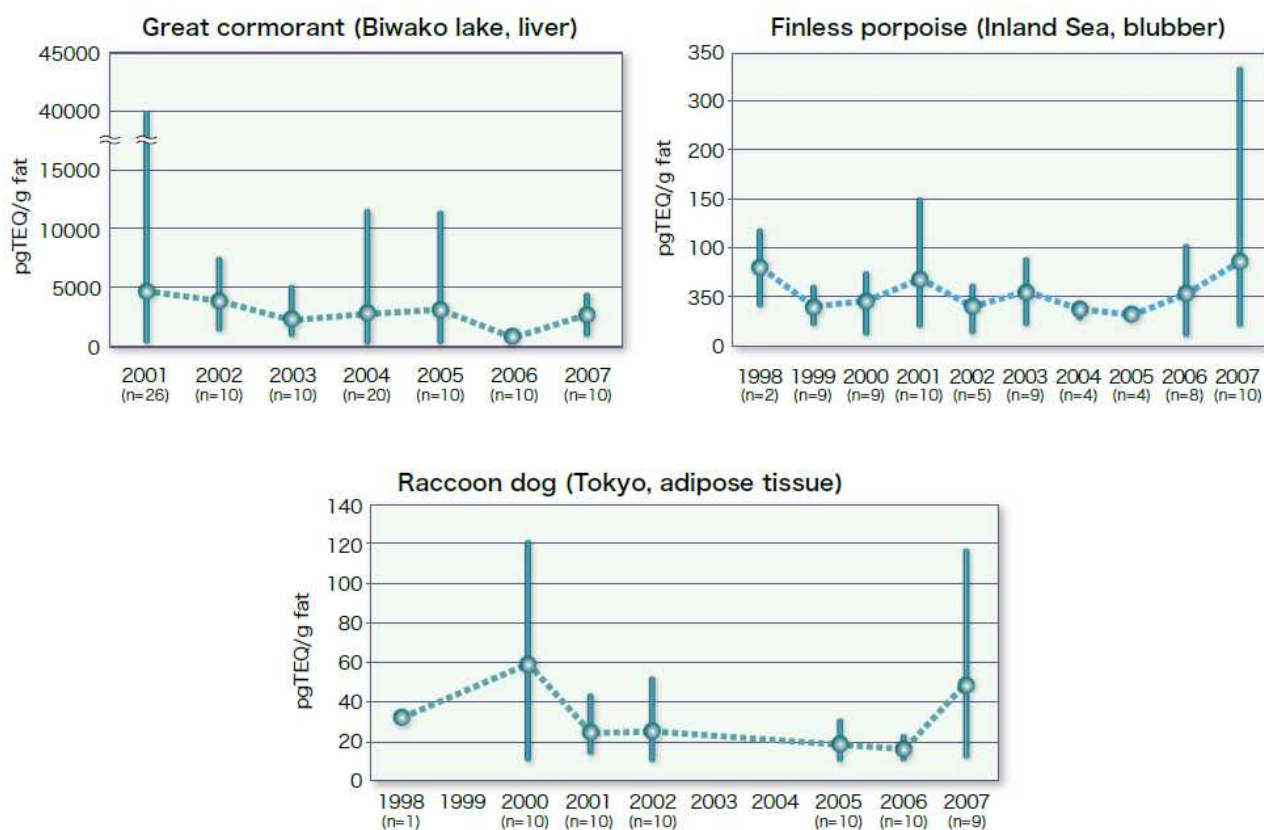 Great cormorant (Biwako lake, liver)
45000
40000
15000
10000
5000
0
pgTEQ/g fat
2001 2002 2003 2004 2005 2006 2007
(n=26) (n=10) (n=10) (n=20) (n=10) (n=10) (n=10)
Finless porpoise (Inland Sea, blubber)
350
300
200
150
100
350
0
pgTEQ/g fat
1998 1999 2000 2001 2002 2003 2004 2005 2006 2007
(n=2) (n=9) (n=9) (n=10) (n=5) (n=9) (n=4) (n=4) (n=8) (n=10)
Raccoon dog (Tokyo, adipose tissue)
140
120
100
80
60
40
20
0
pgTEQ/g fat
1998 1999 2000 2001 2002 2003 2004 2005 2006 2007
(n=1) (n=10) (n=10) (n=10) (n=10) (n=10) (n=9)